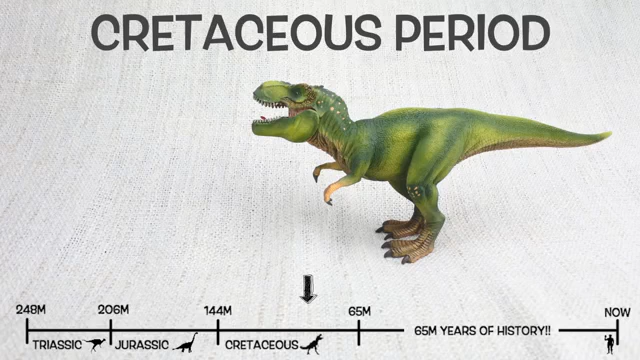 CRETACEOUS PERIOD
248M 206M 144M 65M NOW
TRIASSIC JURASSIC CRETACEOUS 65M YEARS OF HISTORY!!